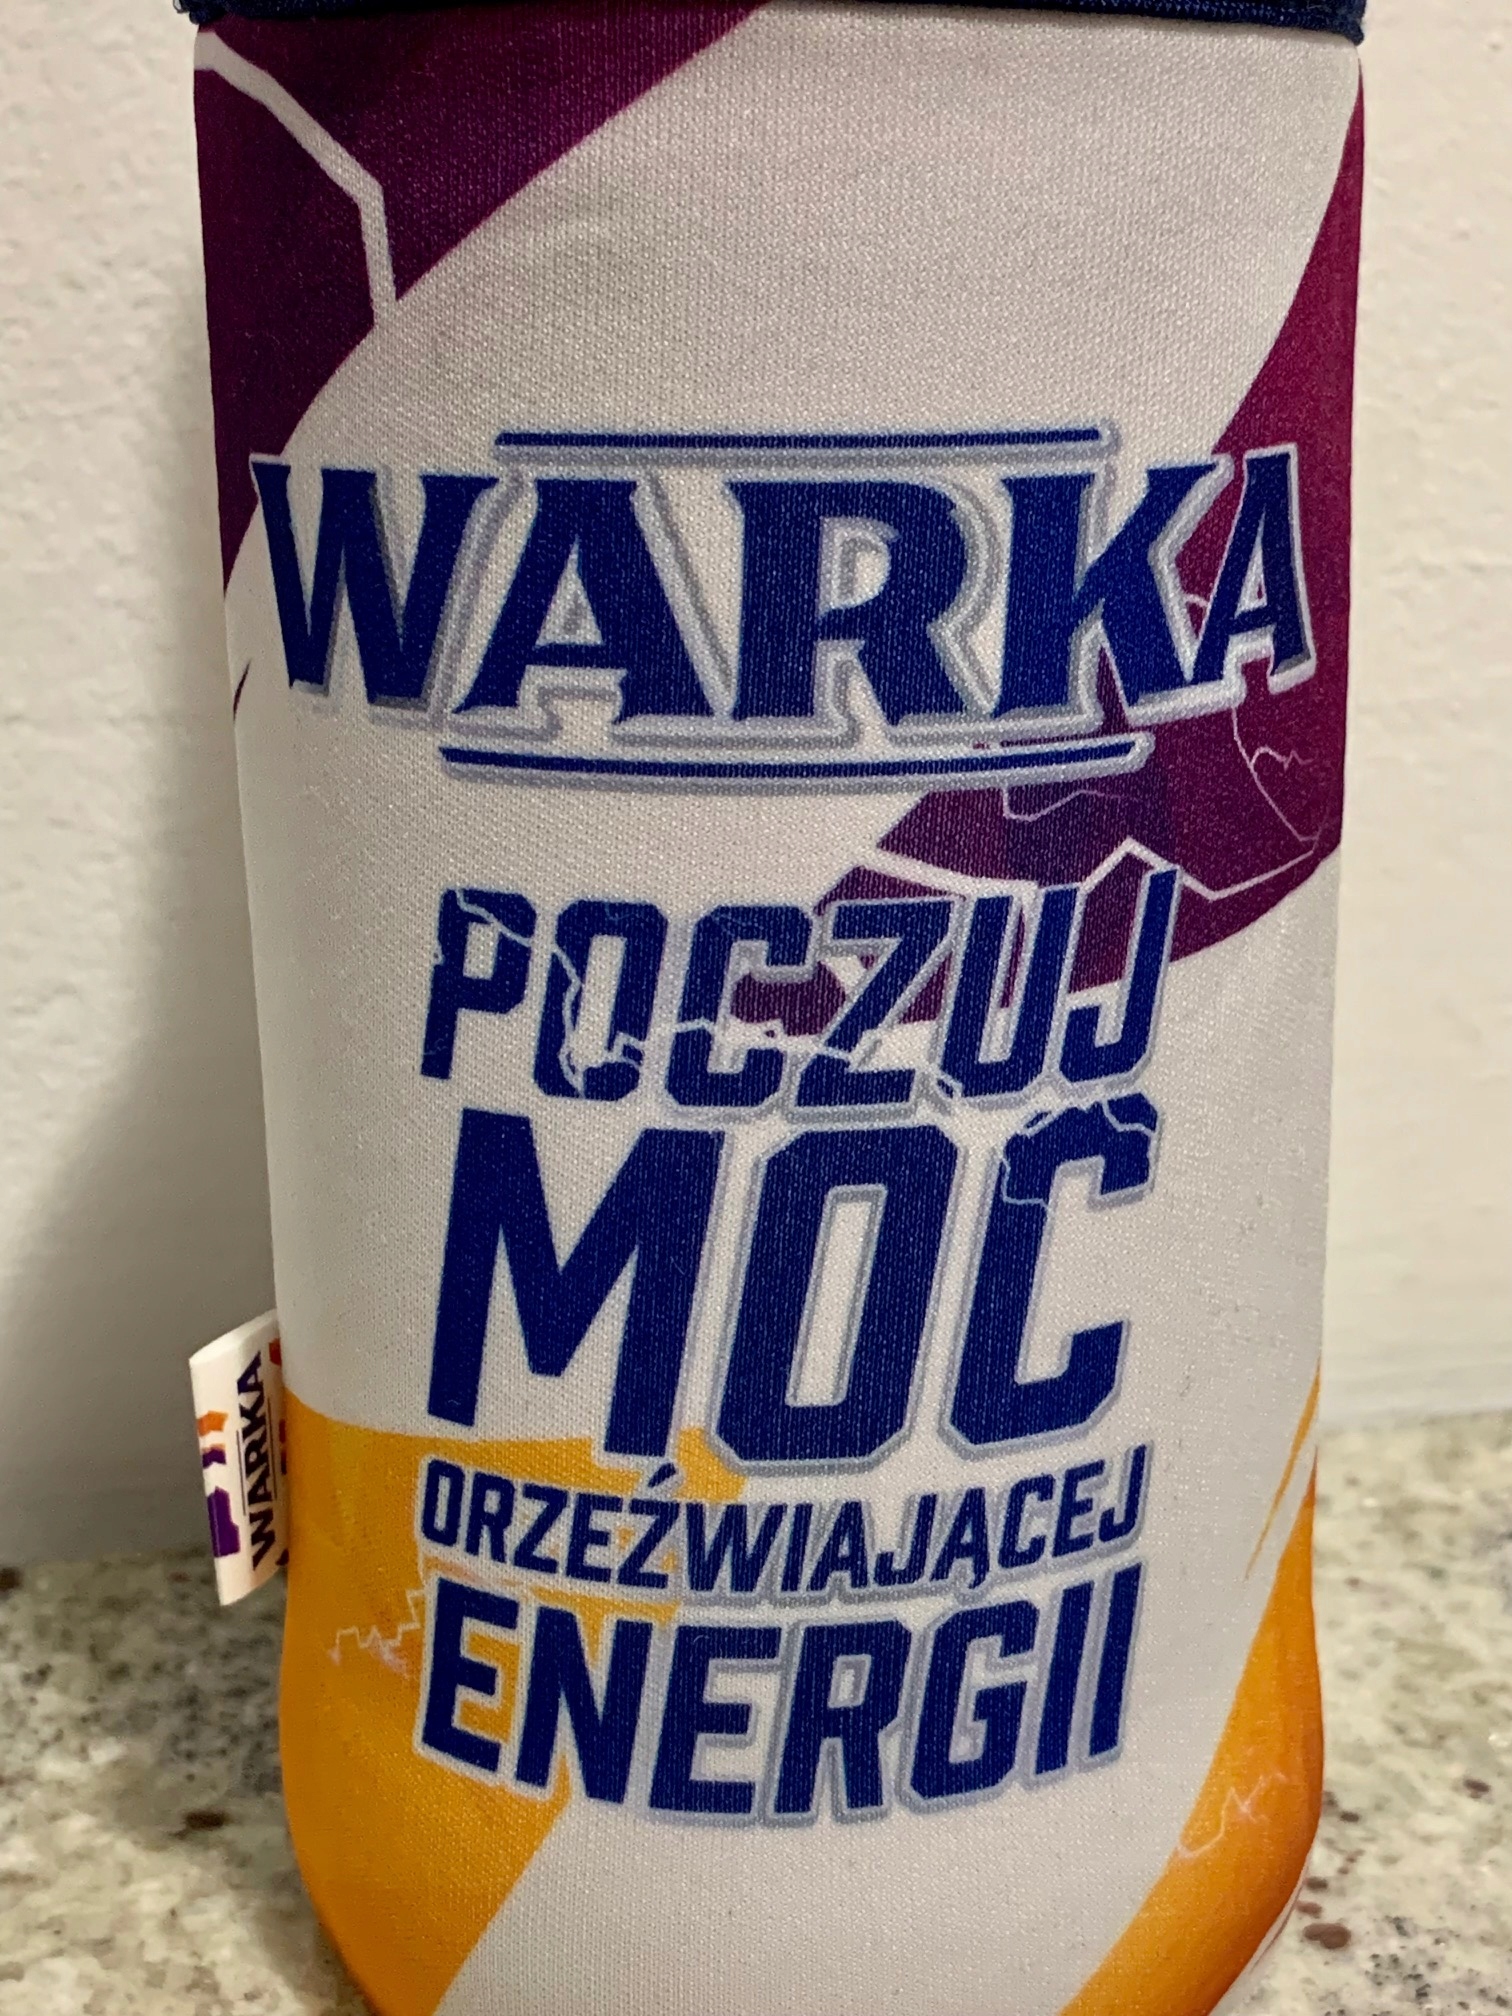 WARKA
POCZUJ
MOC
ORZEŹWIAJĄCEJ
ENERGII
WARKA